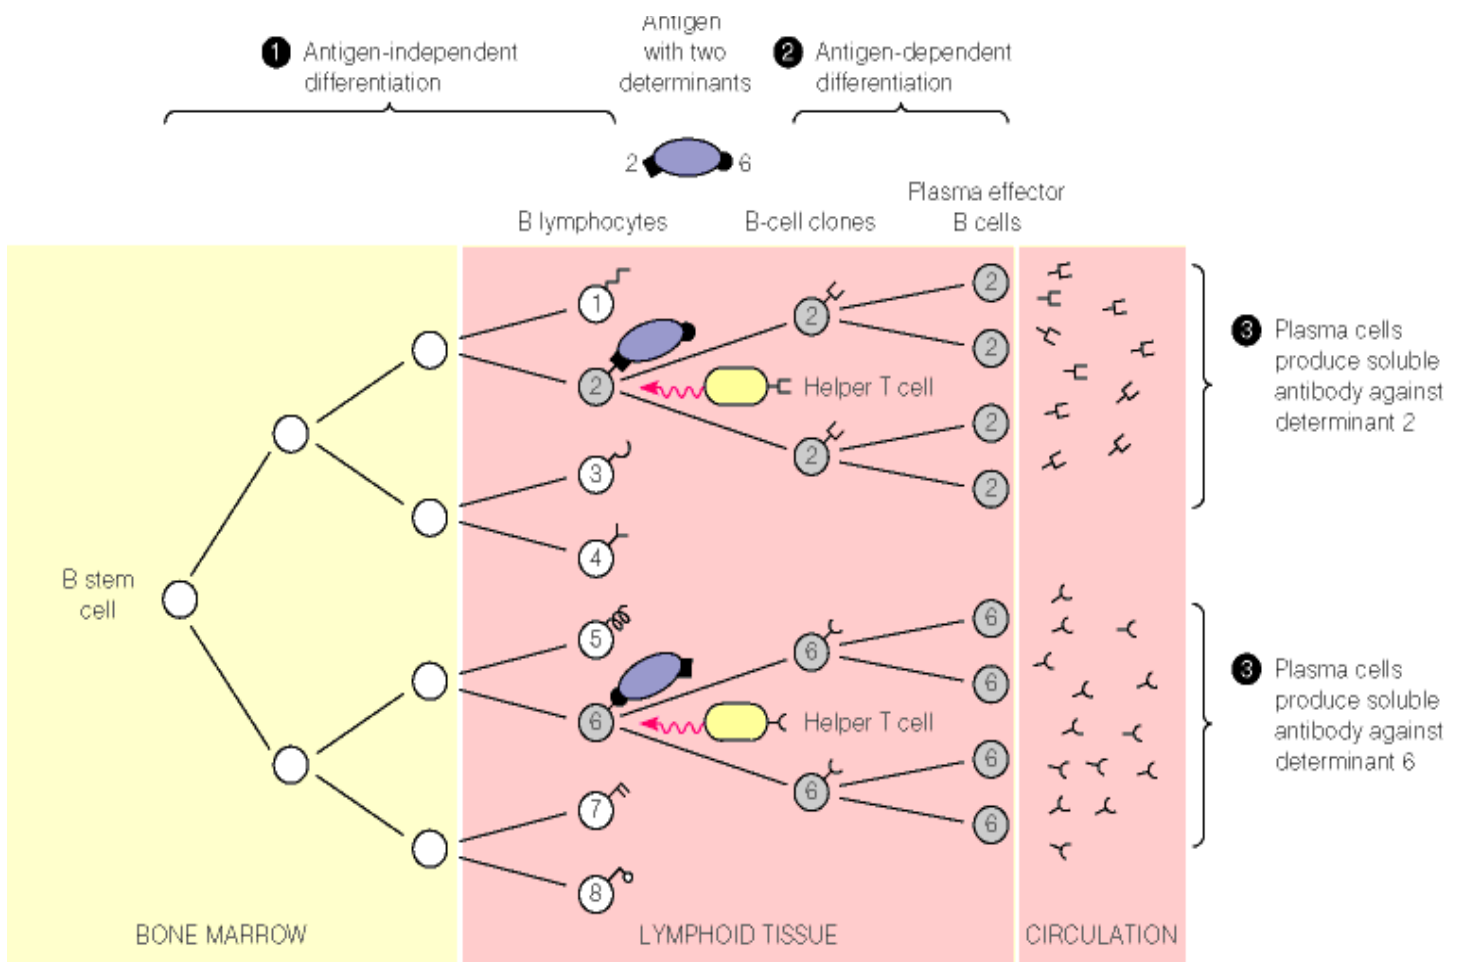 1 Antigen-independent
differentiation
Antigen
with two
determinants
2 Antigen-dependent
differentiation
2 6
Plasma effector
B cells
B lymphocytes
B-cell clones
1
2
3
4
5
6
7
8
2
2
6
6
2
2
2
2
6
6
6
6
Helper T cell
Helper T cell
B stem
cell
3 Plasma cells
produce soluble
antibody against
determinant 2
3 Plasma cells
produce soluble
antibody against
determinant 6
BONE MARROW
LYMPHOID TISSUE
CIRCULATION